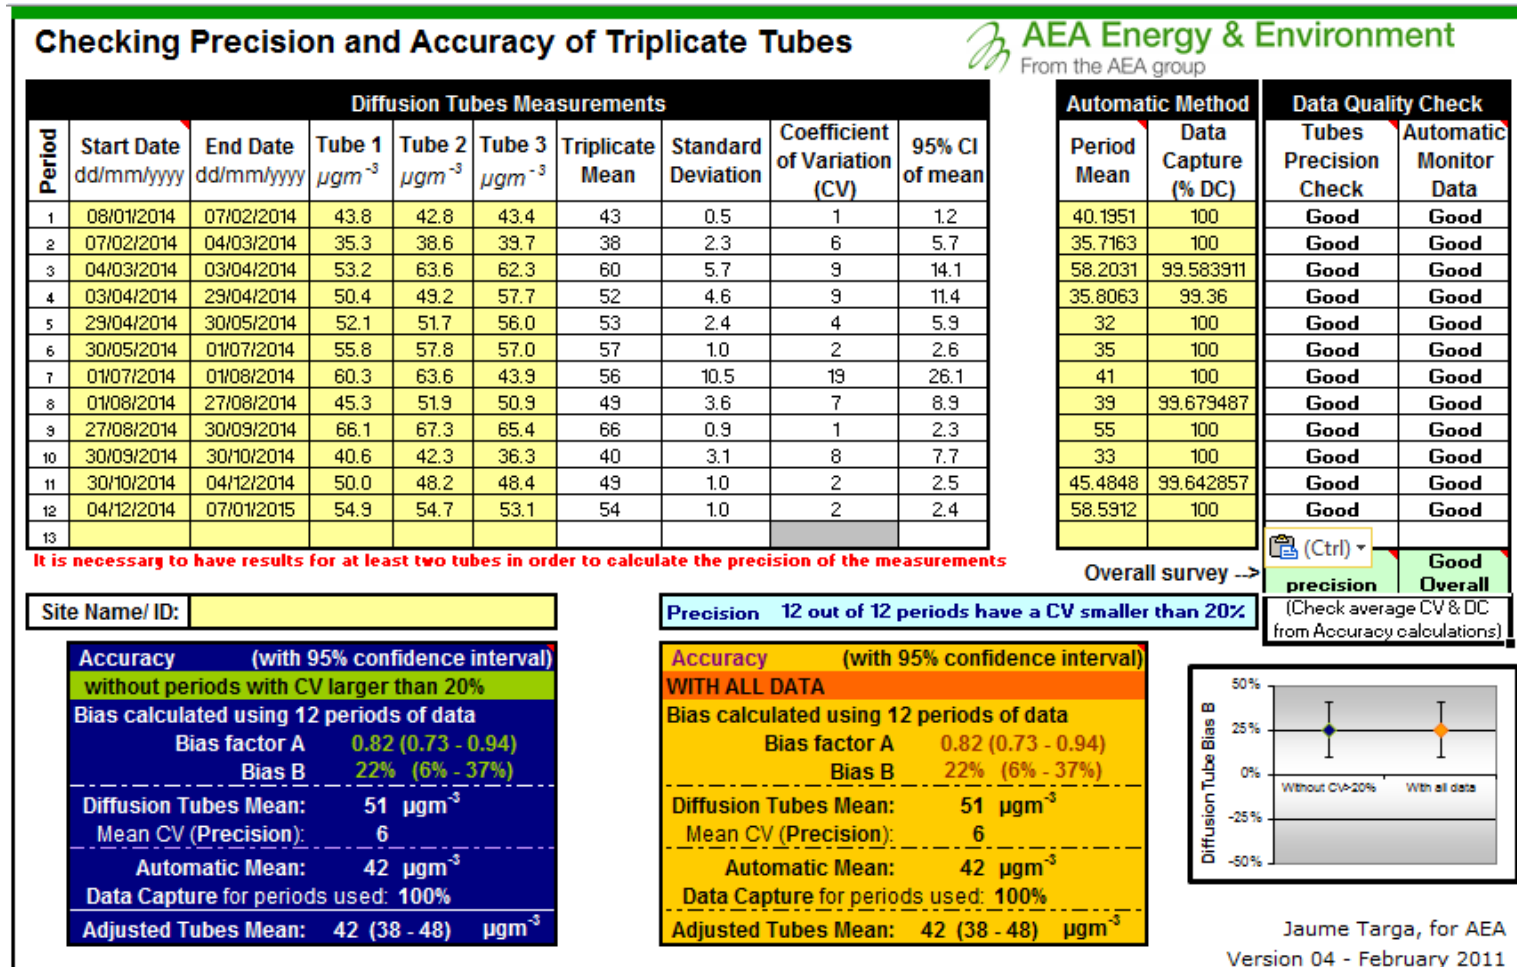 Checking Precision and Accuracy of Triplicate Tubes
AEA Energy & Environment
From the AEA group
Diffusion Tubes Measurements
Automatic Method
Data Quality Check
Period
Start Date dd/mm/yyyy
End Date dd/mm/yyyy
Tube 1 µgm-3
Tube 2 µgm-3
Tube 3 µgm-3
Triplicate Mean
Standard Deviation
Coefficient of Variation (CV)
95% CI of mean
Period Mean
Data Capture (% DC)
Tubes Precision Check
Automatic Monitor Data
1 08/01/2014 07/02/2014 43.8 42.8 43.4 43 0.5 1 1.2 40.1951 100 Good Good
2 07/02/2014 04/03/2014 35.3 38.6 39.7 38 2.3 6 5.7 35.7163 100 Good Good
3 04/03/2014 03/04/2014 53.2 63.6 62.3 60 5.7 9 14.1 58.2031 99.583911 Good Good
4 03/04/2014 29/04/2014 50.4 49.2 57.7 52 4.6 9 11.4 35.8063 99.36 Good Good
5 29/04/2014 30/05/2014 52.1 51.7 56.0 53 2.4 4 5.9 32 100 Good Good
6 30/05/2014 01/07/2014 55.8 57.8 57.0 57 1.0 2 2.6 35 100 Good Good
7 01/07/2014 01/08/2014 60.3 63.6 43.9 56 10.5 19 26.1 41 100 Good Good
8 01/08/2014 27/08/2014 45.3 51.9 50.9 49 3.6 7 8.9 39 99.679487 Good Good
9 27/08/2014 30/09/2014 66.1 67.3 65.4 66 0.9 1 2.3 55 100 Good Good
10 30/09/2014 30/10/2014 40.6 42.3 36.3 40 3.1 8 7.7 33 100 Good Good
11 30/10/2014 04/12/2014 50.0 48.2 48.4 49 1.0 2 2.5 45.4848 99.642857 Good Good
12 04/12/2014 07/01/2015 54.9 54.7 53.1 54 1.0 2 2.4 58.5912 100 Good Good
13
It is necessary to have results for at least two tubes in order to calculate the precision of the measurements
Overall survey -->
(Ctrl)
precision
Good Overall
(Check average CV & DC from Accuracy calculations)
Site Name/ ID:
Precision 12 out of 12 periods have a CV smaller than 20%
Accuracy (with 95% confidence interval)
without periods with CV larger than 20%
Bias calculated using 12 periods of data
Bias factor A 0.82 (0.73 - 0.94)
Bias B 22% (6% - 37%)
Diffusion Tubes Mean: 51 µgm-3
Mean CV (Precision): 6
Automatic Mean: 42 µgm-3
Data Capture for periods used: 100%
Adjusted Tubes Mean: 42 (38 - 48) µgm-3
Accuracy (with 95% confidence interval)
WITH ALL DATA
Bias calculated using 12 periods of data
Bias factor A 0.82 (0.73 - 0.94)
Bias B 22% (6% - 37%)
Diffusion Tubes Mean: 51 µgm-3
Mean CV (Precision): 6
Automatic Mean: 42 µgm-3
Data Capture for periods used: 100%
Adjusted Tubes Mean: 42 (38 - 48) µgm-3
Diffusion Tube Bias B
50%
25%
0%
-25%
-50%
Without CV>20%
With all data
Jaume Targa, for AEA
Version 04 - February 2011